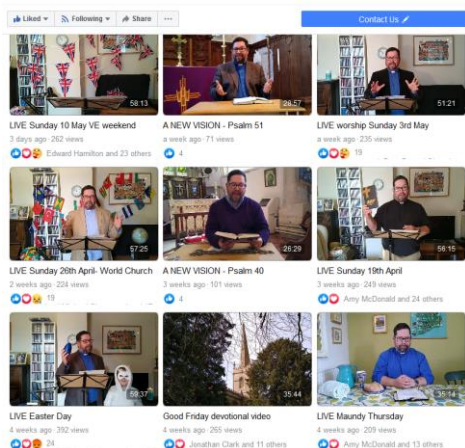 Liked Following Share ...
Contact Us
58:13 28:57 51:21
LIVE Sunday 10 May VE weekend
3 days ago · 262 views
Edward Hamilton and 23 others
A NEW VISION - Psalm 51
a week ago · 71 views
4
LIVE worship Sunday 3rd May
a week ago · 235 views
19
57:25 26:29 56:15
LIVE Sunday 26th April- World Church
2 weeks ago · 224 views
19
A NEW VISION - Psalm 40
3 weeks ago · 101 views
4
LIVE Sunday 19th April
3 weeks ago · 249 views
Amy McDonald and 24 others
59:37 35:44 35:14
LIVE Easter Day
4 weeks ago · 392 views
24
Good Friday devotional video
4 weeks ago · 265 views
Jonathan Clark and 11 others
LIVE Maundy Thursday
4 weeks ago · 209 views
Amy McDonald and 13 others